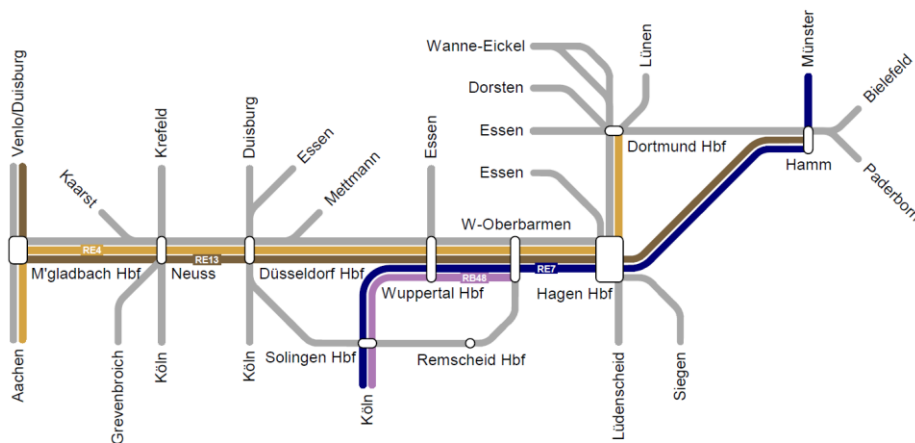 Venlo/Duisburg
Kaarst
Krefeld
Duisburg
Essen
Mettmann
Essen
Wanne-Eickel
Dorsten
Essen
Essen
Lünen
Münster
Bielefeld
Paderborn
Dortmund Hbf
Hamm
W-Oberbarmen
RE4
RE13
RE7
RB48
M'gladbach Hbf
Neuss
Düsseldorf Hbf
Wuppertal Hbf
Hagen Hbf
Solingen Hbf
Remscheid Hbf
Aachen
Grevenbroich
Köln
Köln
Köln
Lüdenscheid
Siegen